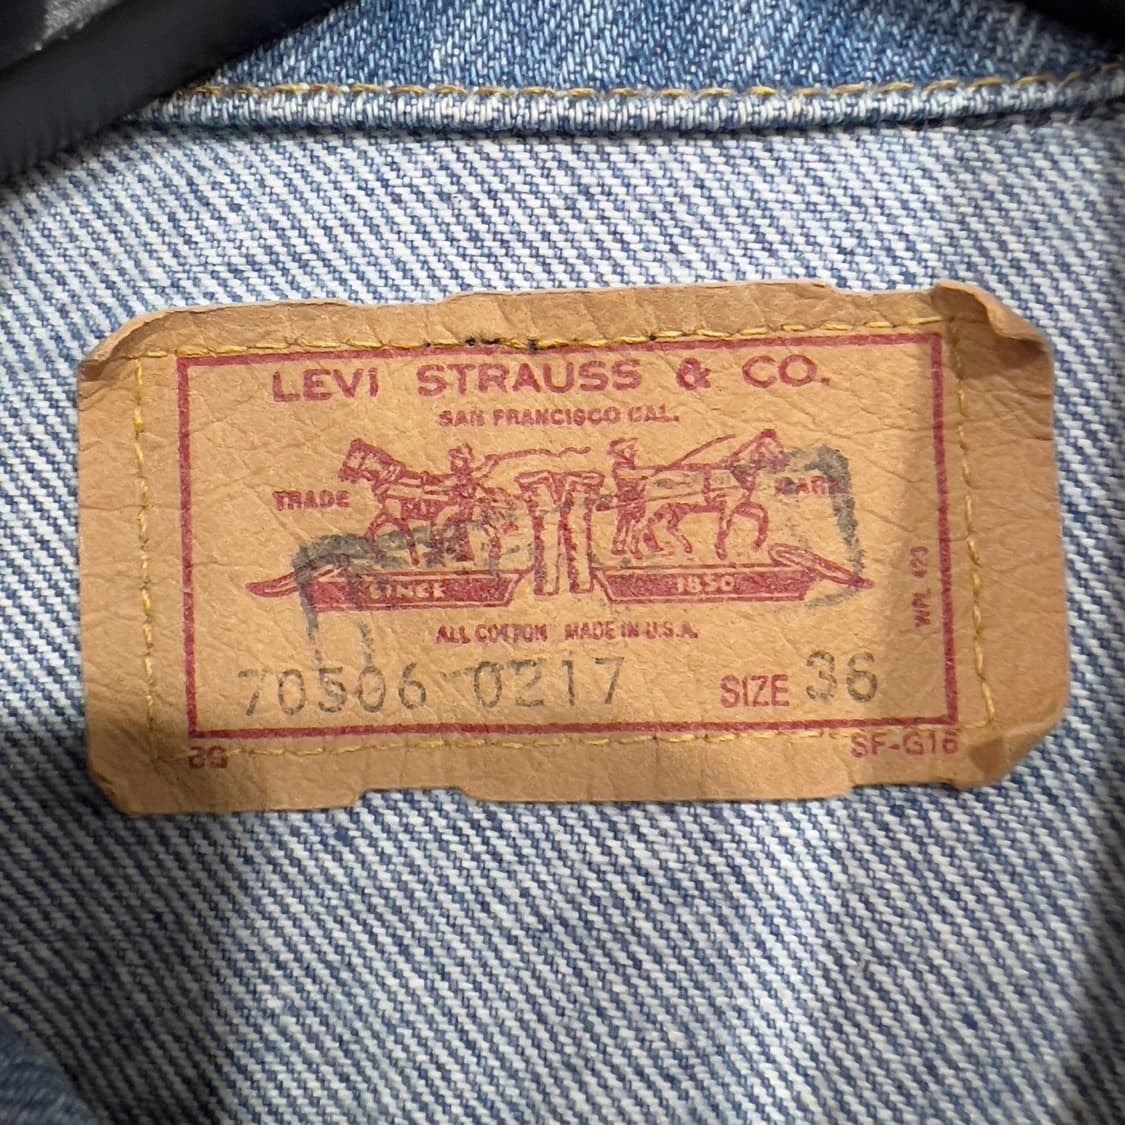 LEVI STRAUSS & CO.
SAN FRANCISCO CAL.
TRADE MARK
SINCE 1850
ALL COTTON MADE IN U.S.A.
WPL 423
70506 0217 SIZE 36
SF-G16